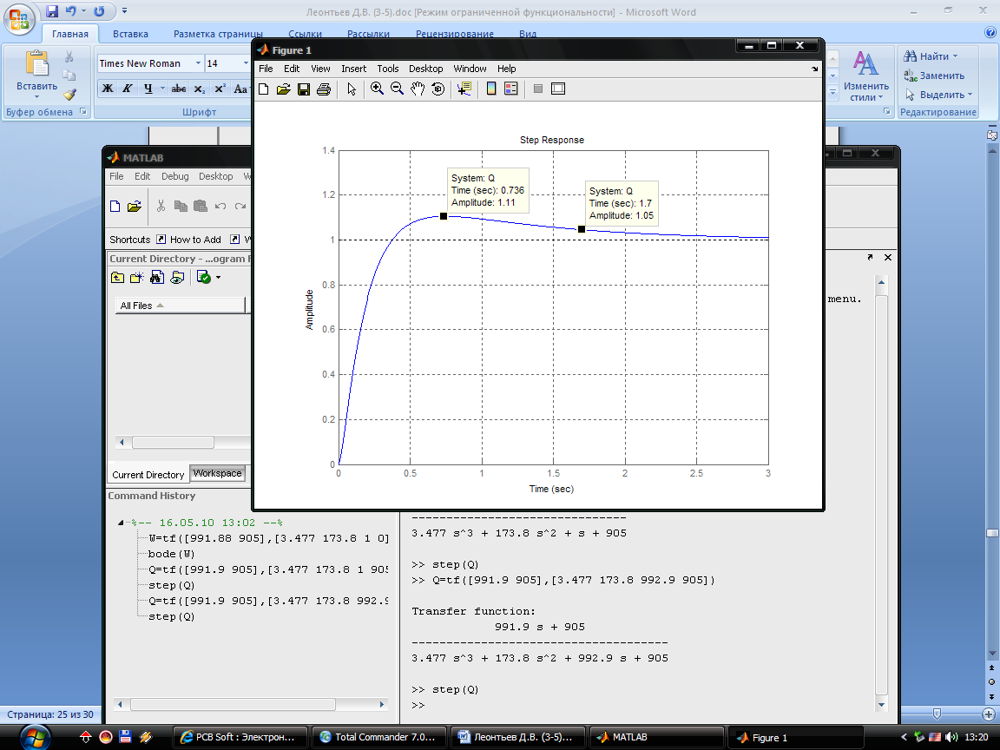 Леонтьев Д.В. (3-5).doc [Режим ограниченной функциональности] - Microsoft Word
Главная Вставка Разметка страницы Ссылки Рассылки Рецензирование Вид
Вставить
Буфер обмена
Times New Roman 14
Ж К Ч abc x₂ x² Aa
Шрифт
Изменить стили
Найти
Заменить
Выделить
Редактирование
Figure 1
File Edit View Insert Tools Desktop Window Help
Step Response
System: Q
Time (sec): 0.736
Amplitude: 1.11
System: Q
Time (sec): 1.7
Amplitude: 1.05
1.4
1.2
1
0.8
0.6
0.4
0.2
0
Amplitude
0 0.5 1 1.5 2 2.5 3
Time (sec)
MATLAB
File Edit Debug Desktop W
Shortcuts How to Add W
Current Directory - ...ogram F
All Files
Current Directory Workspace
menu.
Command History
%-- 16.05.10 13:02 --%
W=tf([991.88 905],[3.477 173.8 1 0]
bode(W)
Q=tf([991.9 905],[3.477 173.8 1 905
step(Q)
Q=tf([991.9 905],[3.477 173.8 992.9
step(Q)
-------------------------------
3.477 s^3 + 173.8 s^2 + s + 905
>> step(Q)
>> Q=tf([991.9 905],[3.477 173.8 992.9 905])
Transfer function:
991.9 s + 905
-------------------------------------
3.477 s^3 + 173.8 s^2 + 992.9 s + 905
>> step(Q)
>>
Страница: 25 из 30
PCB Soft : Электрон... Total Commander 7.0... Леонтьев Д.В. (3-5).... MATLAB Figure 1 13:20